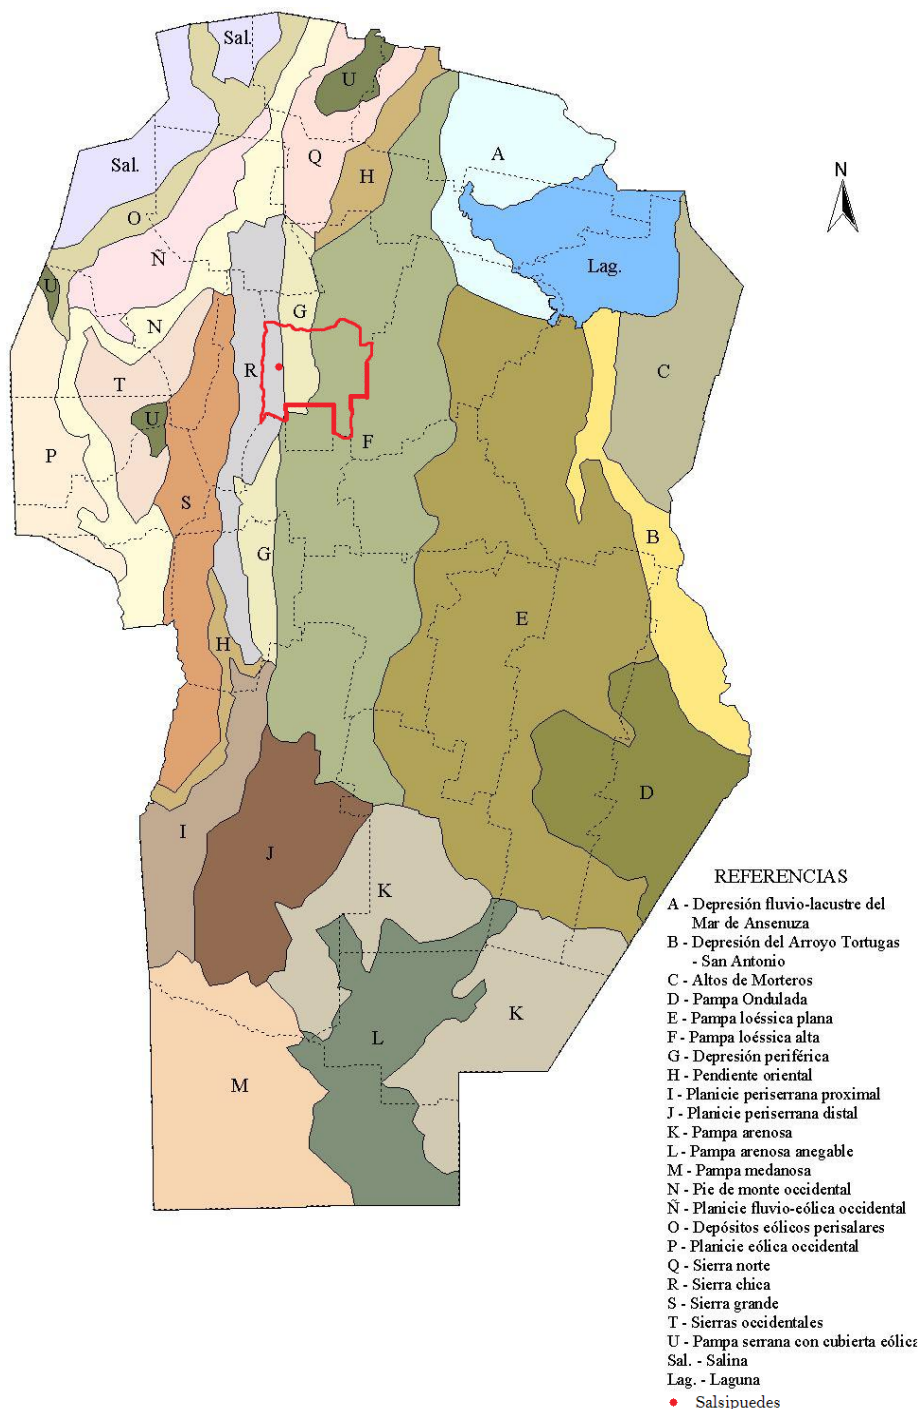 Sal.
U
N
Q
A
Sal.
H
O
Lag.
Ñ
U
G
N
R
C
T
U
F
P
S
B
G
E
H
D
I
J
K
K
L
M
REFERENCIAS
A - Depresión fluvio-lacustre del
Mar de Ansenuza
B - Depresión del Arroyo Tortugas
- San Antonio
C - Altos de Morteros
D - Pampa Ondulada
E - Pampa loéssica plana
F - Pampa loéssica alta
G - Depresión periférica
H - Pendiente oriental
I - Planicie periserrana proximal
J - Planicie periserrana distal
K - Pampa arenosa
L - Pampa arenosa anegable
M - Pampa medanosa
N - Pie de monte occidental
Ñ - Planicie fluvio-eólica occidental
O - Depósitos eólicos perisalares
P - Planicie eólica occidental
Q - Sierra norte
R - Sierra chica
S - Sierra grande
T - Sierras occidentales
U - Pampa serrana con cubierta eólica
Sal. - Salina
Lag. - Laguna
Salsipuedes